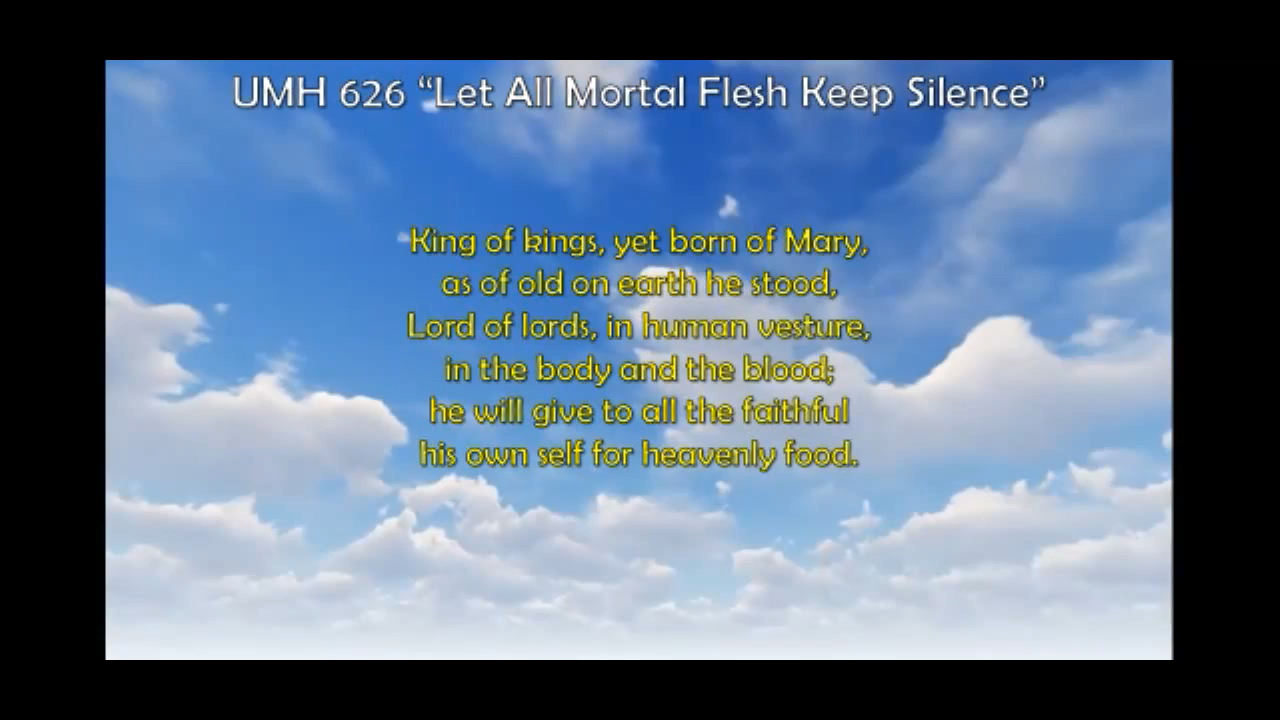 UMH 626 “Let All Mortal Flesh Keep Silence”
King of kings, yet born of Mary,
as of old on earth he stood,
Lord of lords, in human vesture,
in the body and the blood;
he will give to all the faithful
his own self for heavenly food.